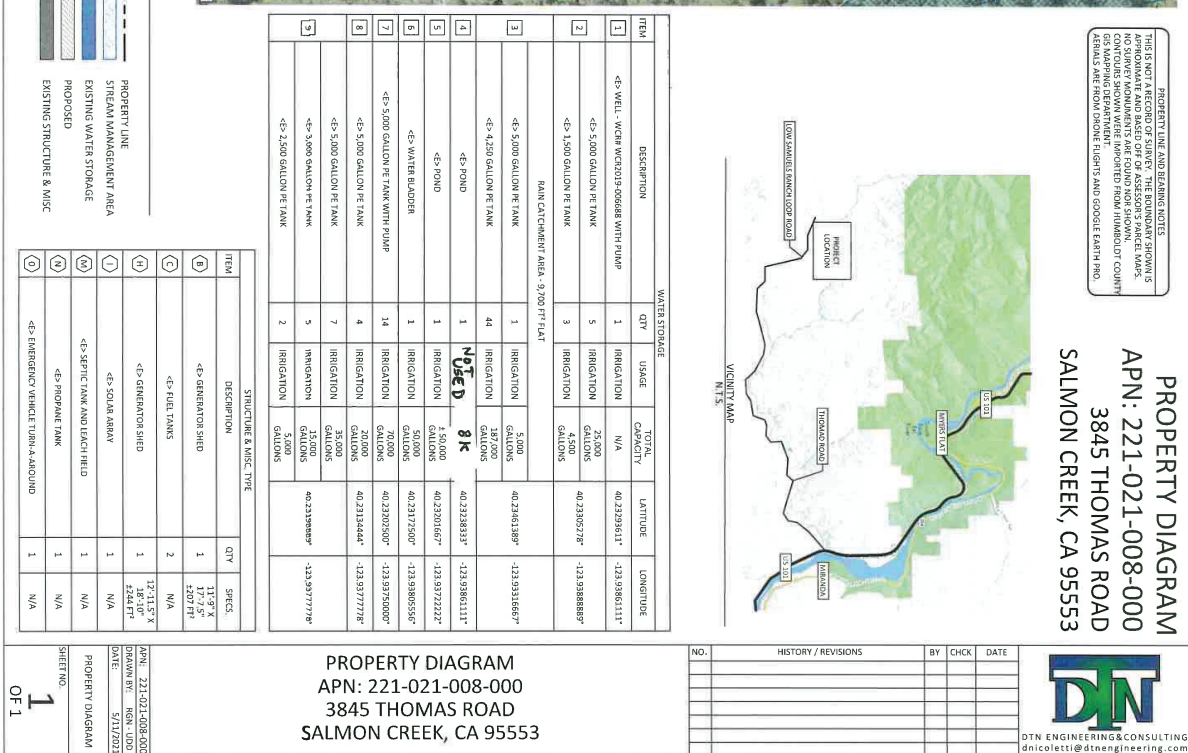 PROPERTY DIAGRAM
APN: 221-021-008-000
3845 THOMAS ROAD
SALMON CREEK, CA 95553
PROPERTY LINE AND BEARING NOTES
THIS IS NOT A RECORD OF SURVEY. THE BOUNDARY SHOWN IS
APPROXIMATE AND BASED OFF OF ASSESSOR'S PARCEL MAPS.
NO SURVEY MONUMENTS ARE FOUND NOR SHOWN.
CONTOURS SHOWN WERE IMPORTED FROM HUMBOLDT COUNTY
GIS MAPPING DEPARTMENT.
AERIALS ARE FROM DRONE FLIGHTS AND GOOGLE EARTH PRO.
US 101
MYERS FLAT
LOW SAMUELS RANCH LOOP ROAD
PROJECT
LOCATION
THOMAD ROAD
MIRANDA
US 101
VICINITY MAP
N.T.S.
WATER STORAGE
ITEM DESCRIPTION QTY USAGE TOTAL CAPACITY LATITUDE LONGITUDE
1 <E> WELL - WCR# WCR2019-006688 WITH PUMP 1 IRRIGATION N/A 40.23293611° -123.93861111°
2 <E> 5,000 GALLON PE TANK 5 IRRIGATION 25,000 GALLONS 40.23305278° -123.93888889°
<E> 1,500 GALLON PE TANK 3 IRRIGATION 4,500 GALLONS
3 RAIN CATCHMENT AREA - 9,700 FT² FLAT 40.23461389° -123.93316667°
<E> 5,000 GALLON PE TANK 1 IRRIGATION 5,000 GALLONS
<E> 4,250 GALLON PE TANK 44 IRRIGATION 187,000 GALLONS
4 <E> POND 1 NOT USED 8K 40.2323833° -123.93861111°
5 <E> POND 1 IRRIGATION ± 50,000 GALLONS 40.23201667° -123.93722222°
6 <E> WATER BLADDER 1 IRRIGATION 50,000 GALLONS 40.23172500° -123.93805556°
7 <E> 5,000 GALLON PE TANK WITH PUMP 14 IRRIGATION 70,000 GALLONS 40.23202500° -123.93750000°
8 <E> 5,000 GALLON PE TANK 4 IRRIGATION 20,000 GALLONS 40.23134444° -123.93777778°
9 <E> 5,000 GALLON PE TANK 7 IRRIGATION 35,000 GALLONS 40.23198889° -123.93777778°
<E> 3,000 GALLON PE TANK 5 IRRIGATION 15,000 GALLONS
<E> 2,500 GALLON PE TANK 2 IRRIGATION 5,000 GALLONS
PROPERTY LINE
STREAM MANAGEMENT AREA
EXISTING WATER STORAGE
PROPOSED
EXISTING STRUCTURE & MISC
STRUCTURE & MISC. TYPE
ITEM DESCRIPTION QTY SPECS.
B <E> GENERATOR SHED 1 11'-9" X 17'-7.5" ±207 FT²
C <E> FUEL TANKS 2 N/A
H <E> GENERATOR SHED 1 12'-11.5" X 18'-10" ±244 FT²
<E> SOLAR ARRAY 1 N/A
M <E> SEPTIC TANK AND LEACH FIELD 1 N/A
N <E> PROPANE TANK 1 N/A
O <E> EMERGENCY VEHICLE TURN-A-AROUND 1 N/A
DTN
DTN ENGINEERING & CONSULTING
dnicoletti@dtnengineering.com
NO. HISTORY / REVISIONS BY CHCK DATE
PROPERTY DIAGRAM
APN: 221-021-008-000
3845 THOMAS ROAD
SALMON CREEK, CA 95553
APN: 221-021-008-000
DRAWN BY: RGN - UDD
DATE: 5/11/2021
PROPERTY DIAGRAM
SHEET NO.
1
OF 1